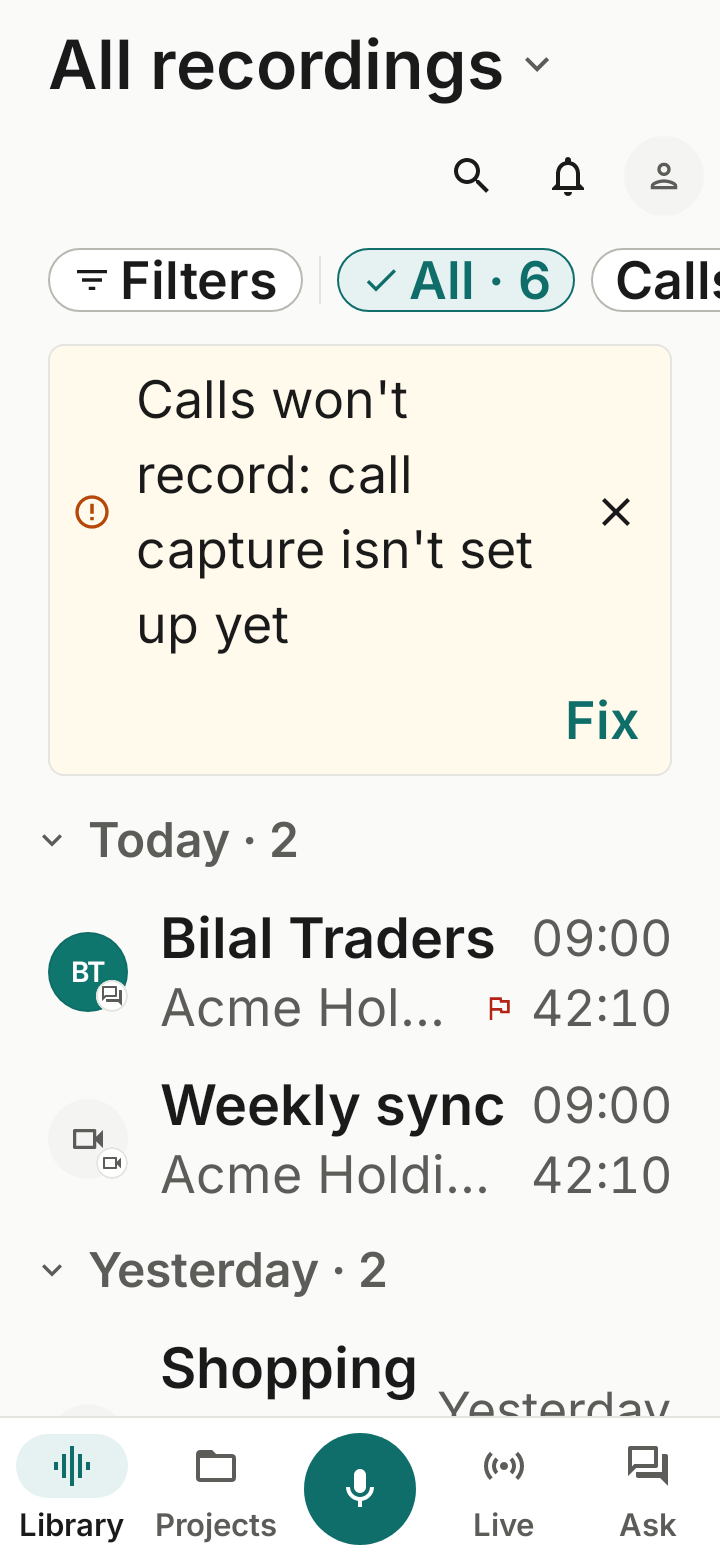 All recordings
Filters
All · 6
Calls
Calls won't
record: call
capture isn't set
up yet
Fix
Today · 2
BT
Bilal Traders 09:00
Acme Hol... 42:10
Weekly sync 09:00
Acme Holdi... 42:10
Yesterday · 2
Shopping
Yesterday
Library
Projects
Live
Ask